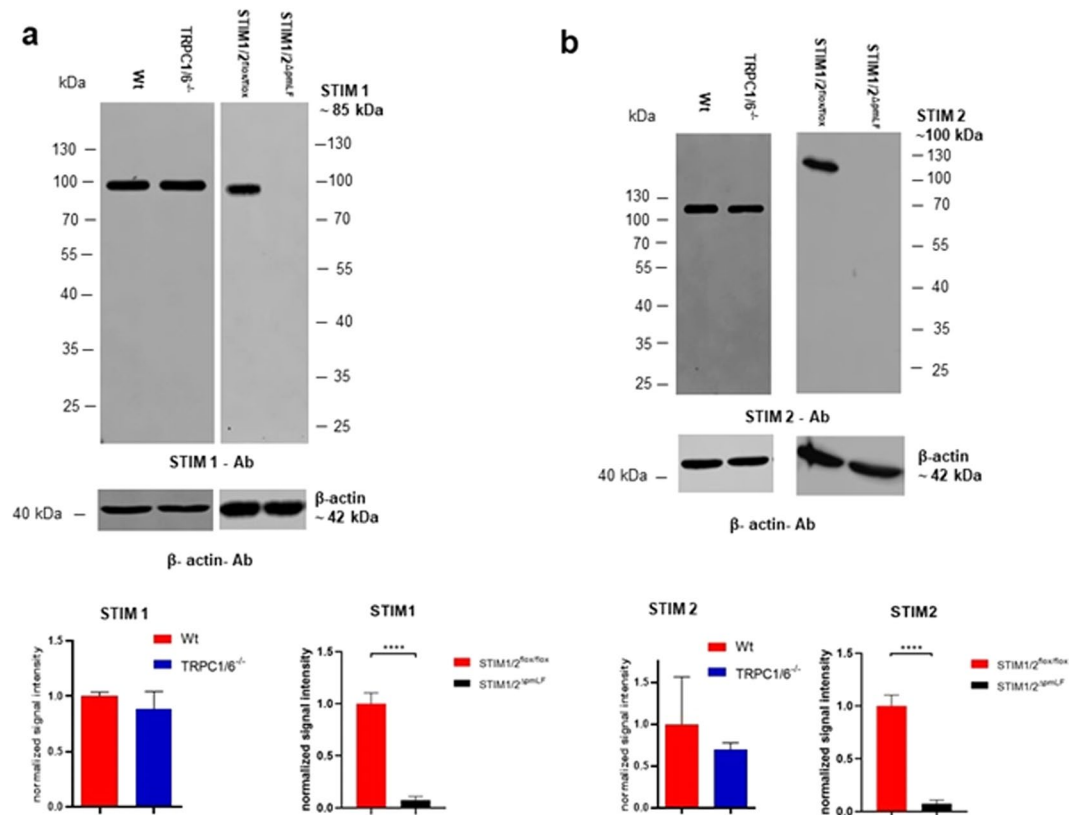 a
kDa
Wt
TRPC1/6-/-
STIM1/2flox/flox
STIM1/2ΔpmLF
STIM 1
~ 85 kDa
130
100
70
55
40
35
25
130
100
70
55
40
35
25
STIM 1 - Ab
40 kDa
β-actin
~ 42 kDa
β- actin- Ab
b
kDa
Wt
TRPC1/6-/-
STIM1/2flox/flox
STIM1/2ΔpmLF
STIM 2
~100 kDa
130
100
70
55
40
35
25
130
100
70
55
40
35
25
STIM 2 - Ab
40 kDa
β-actin
~ 42 kDa
β- actin- Ab
STIM 1
normalized signal intensity
1.5
1.0
0.5
0.0
Wt
TRPC1/6-/-
STIM1
normalized signal intensity
1.5
1.0
0.5
0.0
****
STIM1/2flox/flox
STIM1/2ΔpmLF
STIM 2
normalized signal intensity
1.5
1.0
0.5
0.0
Wt
TRPC1/6-/-
STIM2
normalized signal intensity
1.5
1.0
0.5
0.0
****
STIM1/2flox/flox
STIM1/2ΔpmLF